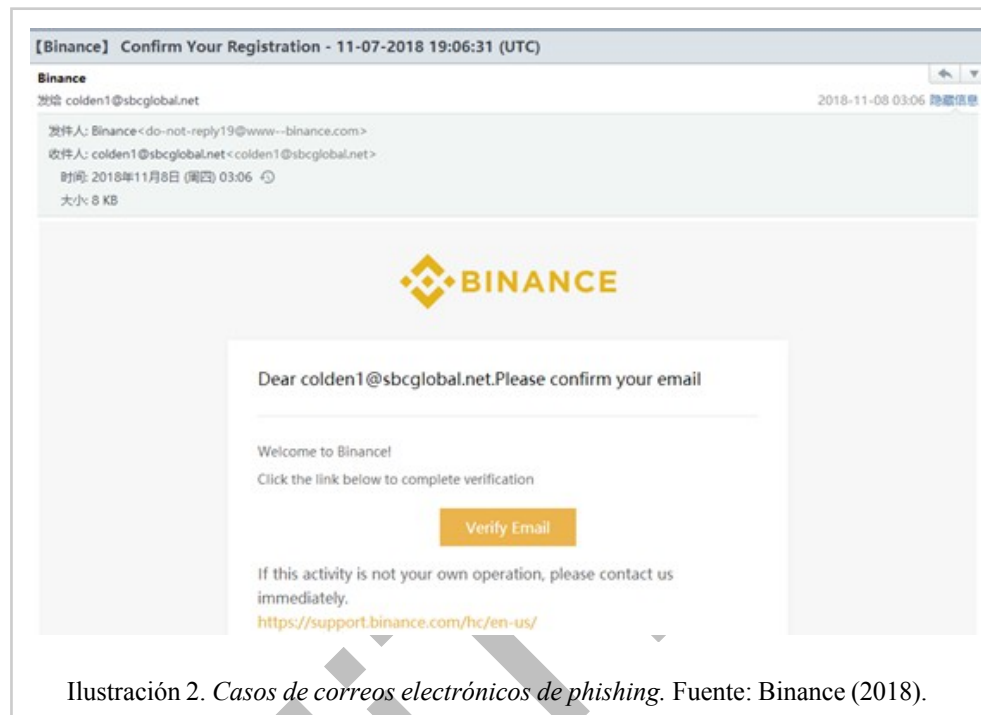 【Binance】 Confirm Your Registration - 11-07-2018 19:06:31 (UTC)
Binance
发给 colden1@sbcglobal.net 2018-11-08 03:06 隐藏信息
发件人: Binance<do-not-reply19@www--binance.com>
收件人: colden1@sbcglobal.net<colden1@sbcglobal.net>
时间: 2018年11月8日 (周四) 03:06
大小: 8 KB
BINANCE
Dear colden1@sbcglobal.net.Please confirm your email
Welcome to Binance!
Click the link below to complete verification
Verify Email
If this activity is not your own operation, please contact us
immediately.
https://support.binance.com/hc/en-us/
Ilustración 2. Casos de correos electrónicos de phishing. Fuente: Binance (2018).